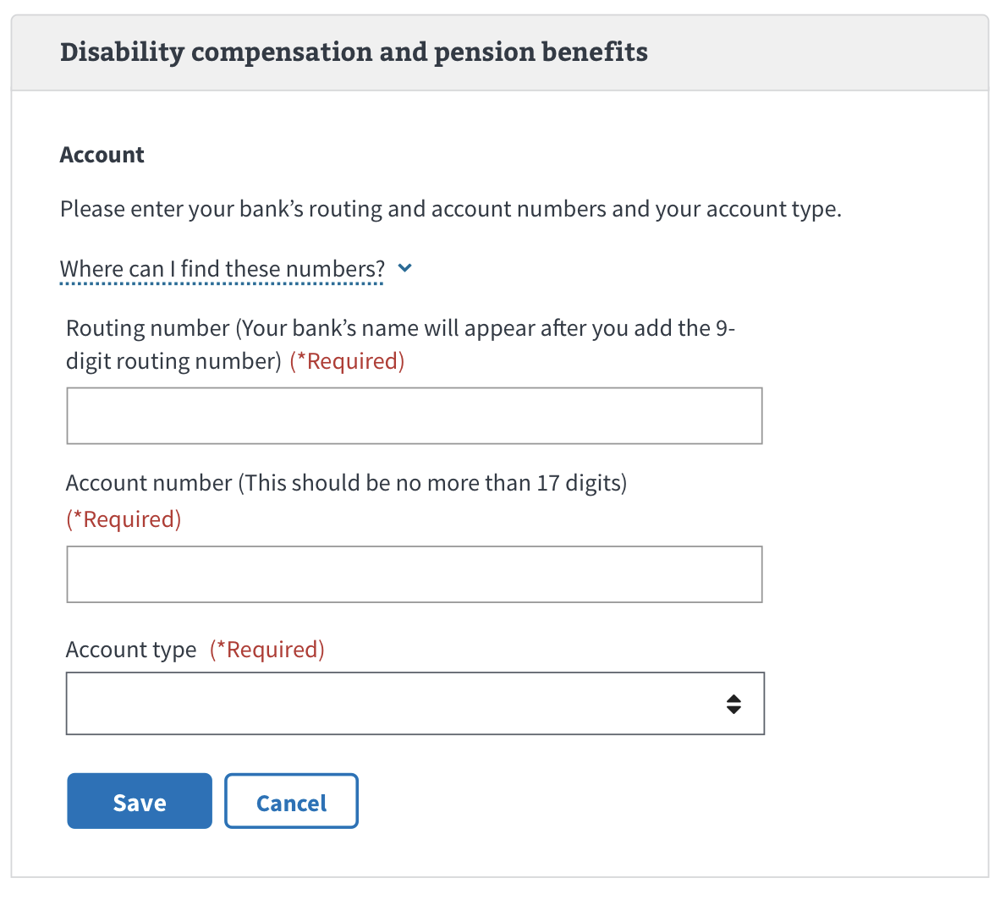 Disability compensation and pension benefits
Account
Please enter your bank’s routing and account numbers and your account type.
Where can I find these numbers?
Routing number (Your bank’s name will appear after you add the 9-
digit routing number) (*Required)
Account number (This should be no more than 17 digits)
(*Required)
Account type (*Required)
Save Cancel